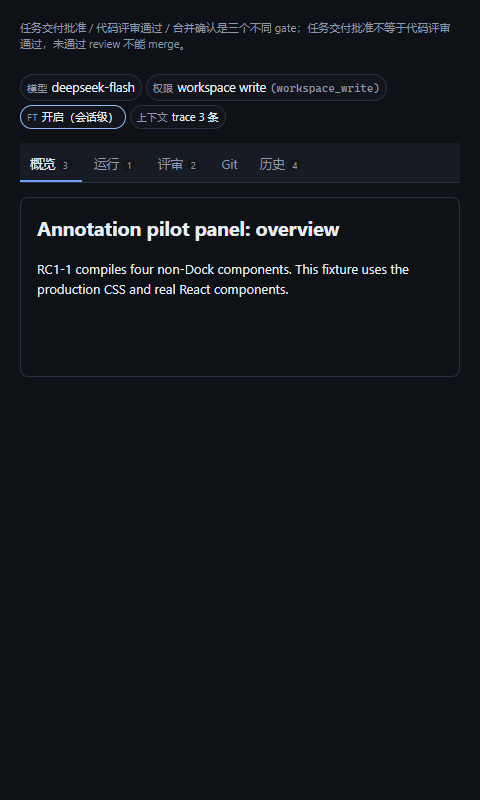 任务交付批准 / 代码评审通过 / 合并确认是三个不同 gate；任务交付批准不等于代码评审
通过，未通过 review 不能 merge。
模型 deepseek-flash 权限 workspace write (workspace_write)
FT 开启（会话级） 上下文 trace 3 条
概览 3 运行 1 评审 2 Git 历史 4
Annotation pilot panel: overview
RC1-1 compiles four non-Dock components. This fixture uses the
production CSS and real React components.